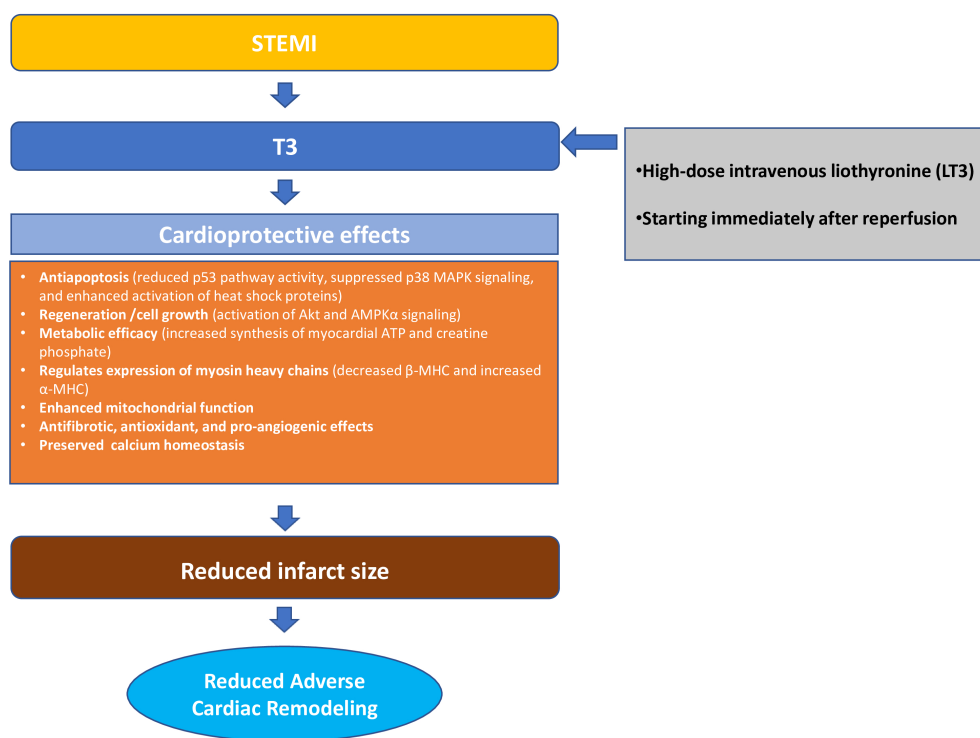 STEMI
T3
•High-dose intravenous liothyronine (LT3)
•Starting immediately after reperfusion
Cardioprotective effects
• Antiapoptosis (reduced p53 pathway activity, suppressed p38 MAPK signaling,
and enhanced activation of heat shock proteins)
• Regeneration /cell growth (activation of Akt and AMPKα signaling)
• Metabolic efficacy (increased synthesis of myocardial ATP and creatine
phosphate)
• Regulates expression of myosin heavy chains (decreased β-MHC and increased
α-MHC)
• Enhanced mitochondrial function
• Antifibrotic, antioxidant, and pro-angiogenic effects
• Preserved calcium homeostasis
Reduced infarct size
Reduced Adverse
Cardiac Remodeling